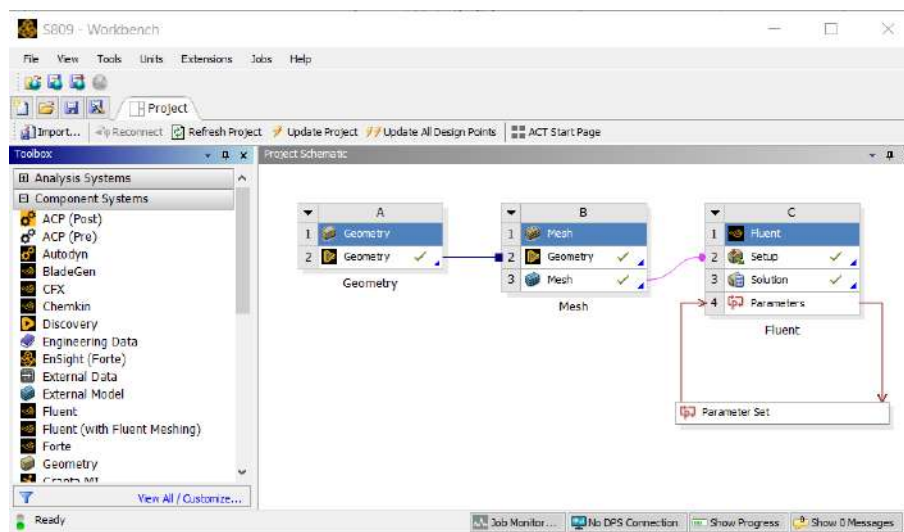 S809 - Workbench
File View Tools Units Extensions Jobs Help
Project
Import... Reconnect Refresh Project Update Project Update All Design Points ACT Start Page
Toolbox
Project Schematic
Analysis Systems
Component Systems
ACP (Post)
ACP (Pre)
Autodyn
BladeGen
CFX
Chemkin
Discovery
Engineering Data
EnSight (Forte)
External Data
External Model
Fluent
Fluent (with Fluent Meshing)
Forte
Geometry
Granta MI
View All / Customize...
A
1 Geometry
2 Geometry
Geometry
B
1 Mesh
2 Geometry
3 Mesh
Mesh
C
1 Fluent
2 Setup
3 Solution
4 Parameters
Fluent
Parameter Set
Ready
Job Monitor... No DPS Connection Show Progress Show 0 Messages